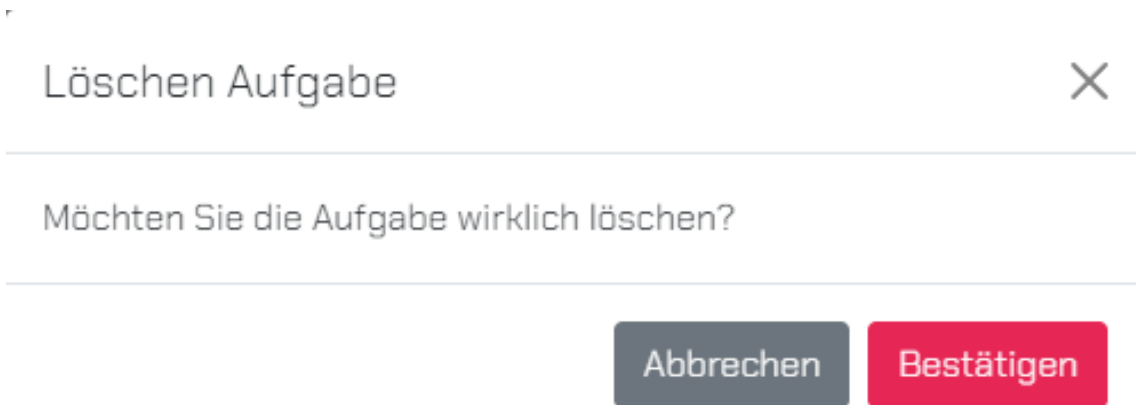 Löschen Aufgabe
Möchten Sie die Aufgabe wirklich löschen?
Abbrechen Bestätigen